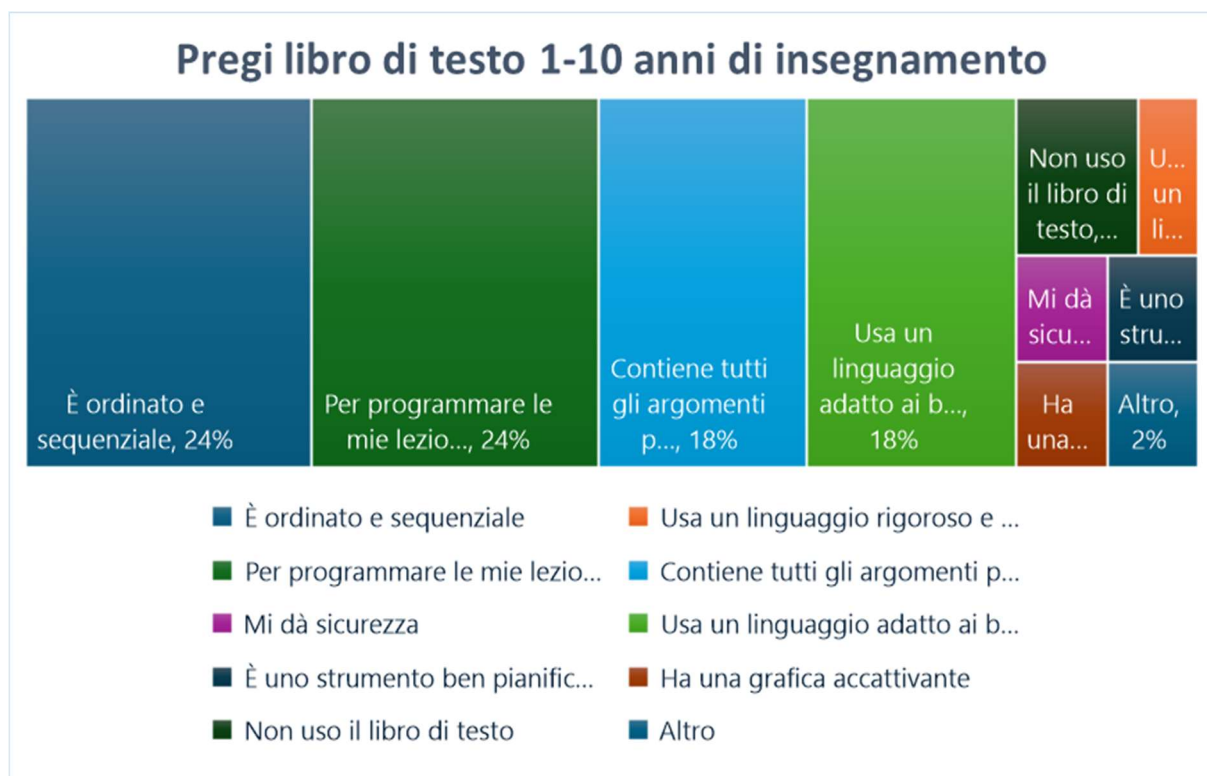 Pregi libro di testo 1-10 anni di insegnamento
È ordinato e
sequenziale, 24%
Per programmare le
mie lezio..., 24%
Contiene tutti
gli argomenti
p..., 18%
Usa un
linguaggio
adatto ai b...,
18%
Non uso
il libro di
testo,...
U...
un
li...
Mi dà
sicu...
È uno
stru...
Ha
una...
Altro,
2%
È ordinato e sequenziale
Usa un linguaggio rigoroso e ...
Per programmare le mie lezio...
Contiene tutti gli argomenti p...
Mi dà sicurezza
Usa un linguaggio adatto ai b...
È uno strumento ben pianific...
Ha una grafica accattivante
Non uso il libro di testo
Altro